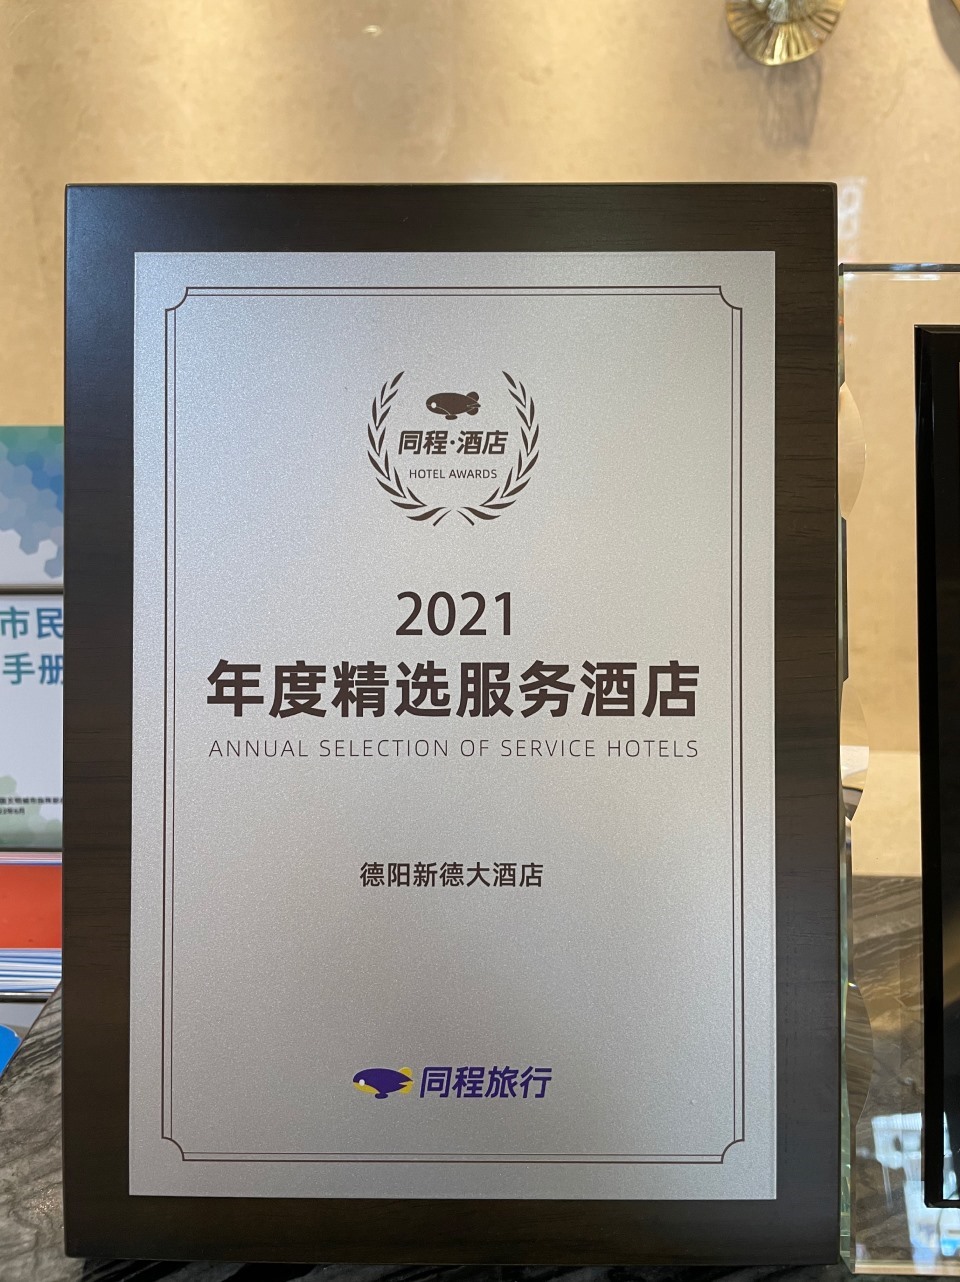 同程·酒店
HOTEL AWARDS
2021
年度精选服务酒店
ANNUAL SELECTION OF SERVICE HOTELS
德阳新德大酒店
同程旅行
市民
手册